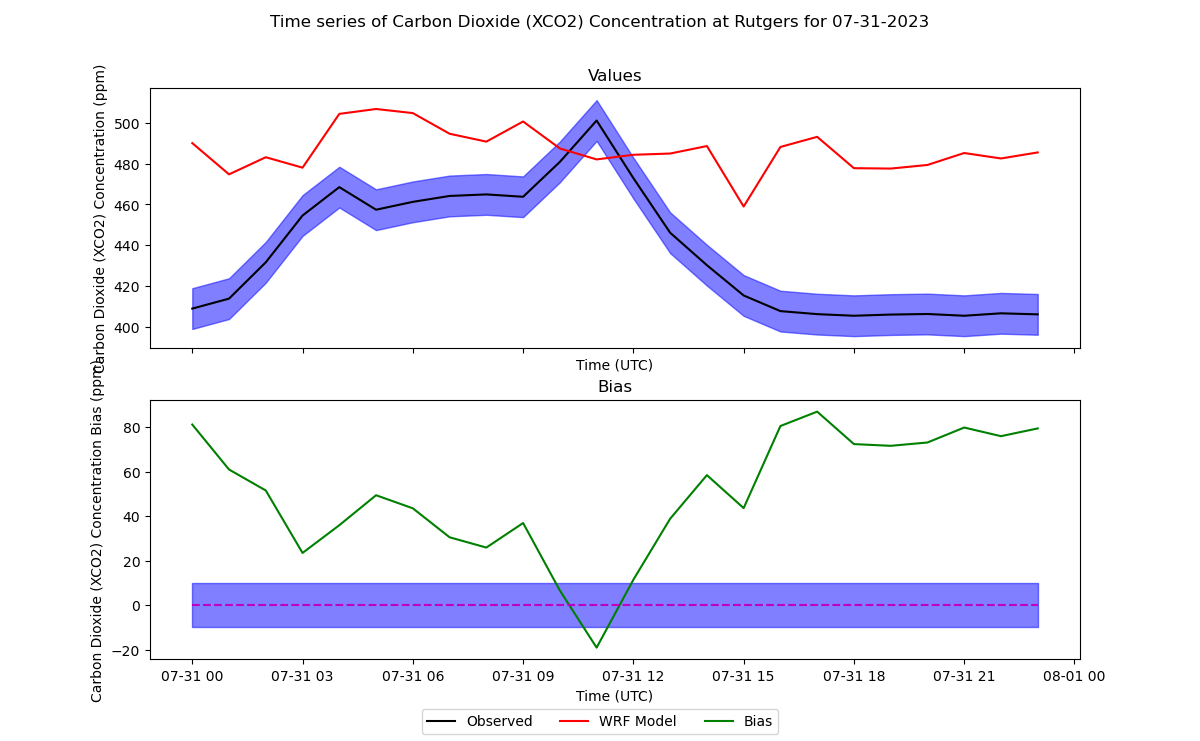 Time series of Carbon Dioxide (XCO2) Concentration at Rutgers for 07-31-2023
Values
Carbon Dioxide (XCO2) Concentration (ppm)
500
480
460
440
420
400
Time (UTC)
Bias
Carbon Dioxide (XCO2) Concentration Bias (ppm)
80
60
40
20
0
−20
07-31 00 07-31 03 07-31 06 07-31 09 07-31 12 07-31 15 07-31 18 07-31 21 08-01 00
Time (UTC)
Observed WRF Model Bias